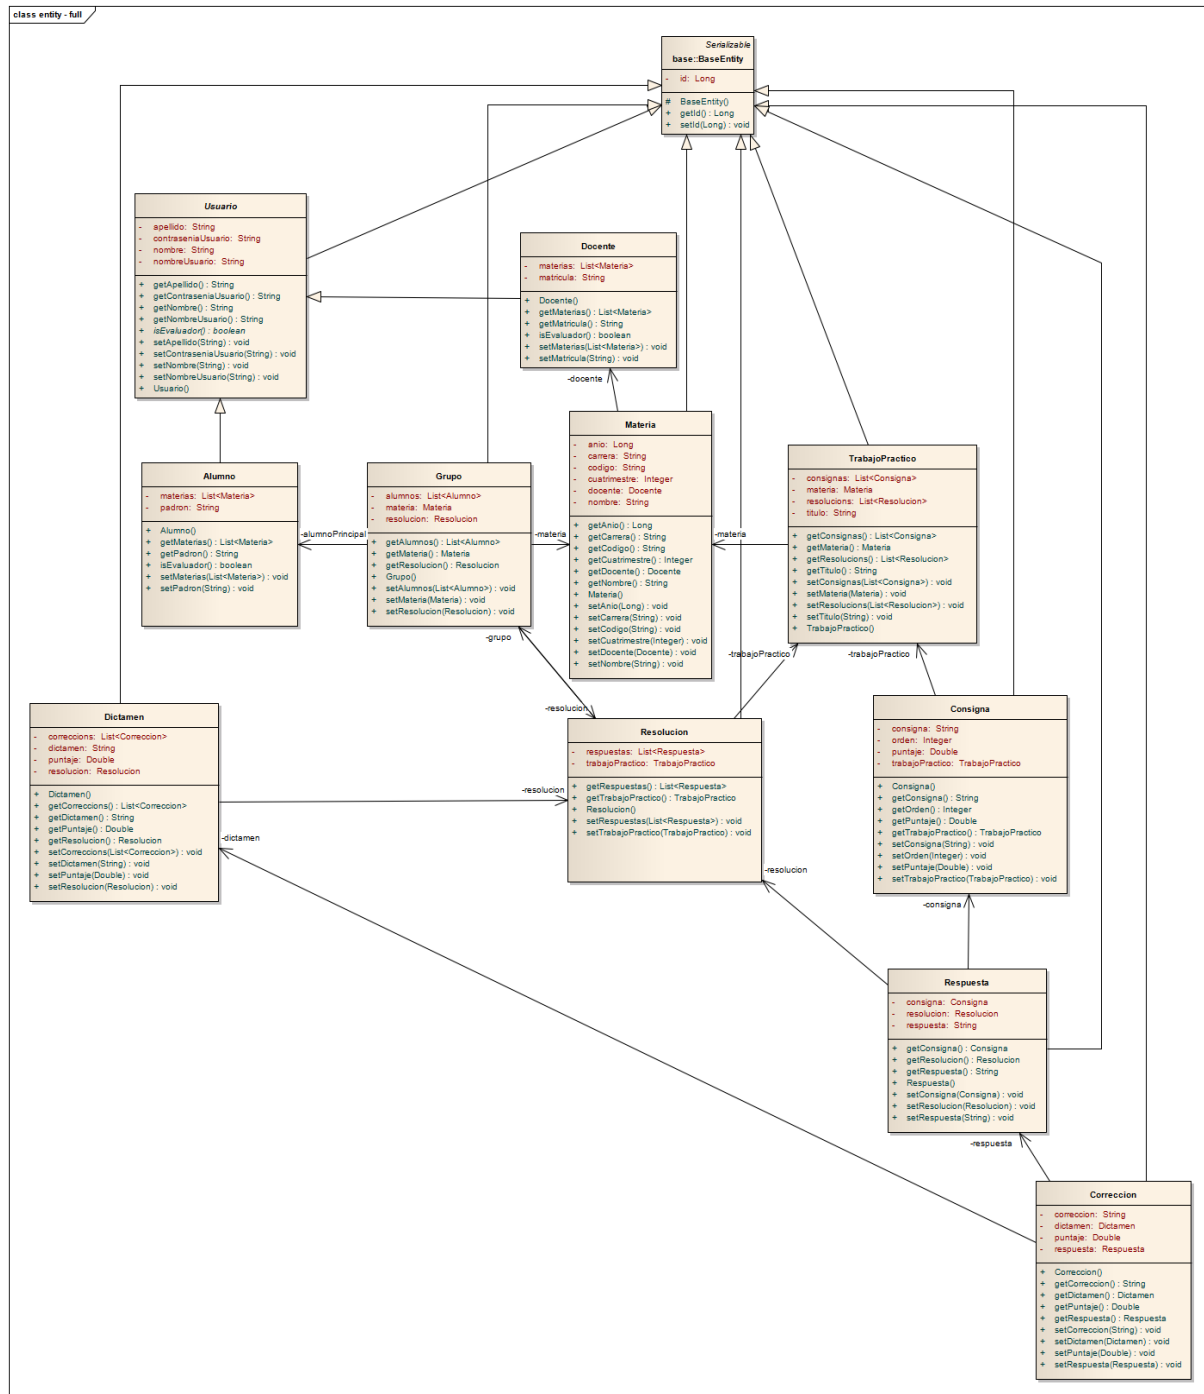 class entity - full
Serializable
base::BaseEntity
- id: Long
# BaseEntity()
+ getId() : Long
+ setId(Long) : void
Usuario
- apellido: String
- contraseniaUsuario: String
- nombre: String
- nombreUsuario: String
+ getApellido() : String
+ getContraseniaUsuario() : String
+ getNombre() : String
+ getNombreUsuario() : String
+ isEvaluador() : boolean
+ setApellido(String) : void
+ setContraseniaUsuario(String) : void
+ setNombre(String) : void
+ setNombreUsuario(String) : void
+ Usuario()
Docente
- materias: List<Materia>
- matricula: String
+ Docente()
+ getMaterias() : List<Materia>
+ getMatricula() : String
+ isEvaluador() : boolean
+ setMaterias(List<Materia>) : void
+ setMatricula(String) : void
-docente
Materia
- anio: Long
- carrera: String
- codigo: String
- cuatrimestre: Integer
- docente: Docente
- nombre: String
+ getAnio() : Long
+ getCarrera() : String
+ getCodigo() : String
+ getCuatrimestre() : Integer
+ getDocente() : Docente
+ getNombre() : String
+ Materia()
+ setAnio(Long) : void
+ setCarrera(String) : void
+ setCodigo(String) : void
+ setCuatrimestre(Integer) : void
+ setDocente(Docente) : void
+ setNombre(String) : void
TrabajoPractico
- consignas: List<Consigna>
- materia: Materia
- resolucions: List<Resolucion>
- titulo: String
+ getConsignas() : List<Consigna>
+ getMateria() : Materia
+ getResolucions() : List<Resolucion>
+ getTitulo() : String
+ setConsignas(List<Consigna>) : void
+ setMateria(Materia) : void
+ setResolucions(List<Resolucion>) : void
+ setTitulo(String) : void
+ TrabajoPractico()
Alumno
- materias: List<Materia>
- padron: String
+ Alumno()
+ getMaterias() : List<Materia>
+ getPadron() : String
+ isEvaluador() : boolean
+ setMaterias(List<Materia>) : void
+ setPadron(String) : void
-alumnoPrincipal
Grupo
- alumnos: List<Alumno>
- materia: Materia
- resolucion: Resolucion
+ getAlumnos() : List<Alumno>
+ getMateria() : Materia
+ getResolucion() : Resolucion
+ Grupo()
+ setAlumnos(List<Alumno>) : void
+ setMateria(Materia) : void
+ setResolucion(Resolucion) : void
-materia
-materia
-grupo
-trabajoPractico
-trabajoPractico
-resolucion
Dictamen
- correccions: List<Correccion>
- dictamen: String
- puntaje: Double
- resolucion: Resolucion
+ Dictamen()
+ getCorreccions() : List<Correccion>
+ getDictamen() : String
+ getPuntaje() : Double
+ getResolucion() : Resolucion
+ setCorreccions(List<Correccion>) : void
+ setDictamen(String) : void
+ setPuntaje(Double) : void
+ setResolucion(Resolucion) : void
-resolucion
-dictamen
Resolucion
- respuestas: List<Respuesta>
- trabajoPractico: TrabajoPractico
+ getRespuestas() : List<Respuesta>
+ getTrabajoPractico() : TrabajoPractico
+ Resolucion()
+ setRespuestas(List<Respuesta>) : void
+ setTrabajoPractico(TrabajoPractico) : void
-resolucion
Consigna
- consigna: String
- orden: Integer
- puntaje: Double
- trabajoPractico: TrabajoPractico
+ Consigna()
+ getConsigna() : String
+ getOrden() : Integer
+ getPuntaje() : Double
+ getTrabajoPractico() : TrabajoPractico
+ setConsigna(String) : void
+ setOrden(Integer) : void
+ setPuntaje(Double) : void
+ setTrabajoPractico(TrabajoPractico) : void
-consigna
Respuesta
- consigna: Consigna
- resolucion: Resolucion
- respuesta: String
+ getConsigna() : Consigna
+ getResolucion() : Resolucion
+ getRespuesta() : String
+ Respuesta()
+ setConsigna(Consigna) : void
+ setResolucion(Resolucion) : void
+ setRespuesta(String) : void
-respuesta
Correccion
- correccion: String
- dictamen: Dictamen
- puntaje: Double
- respuesta: Respuesta
+ Correccion()
+ getCorreccion() : String
+ getDictamen() : Dictamen
+ getPuntaje() : Double
+ getRespuesta() : Respuesta
+ setCorreccion(String) : void
+ setDictamen(Dictamen) : void
+ setPuntaje(Double) : void
+ setRespuesta(Respuesta) : void